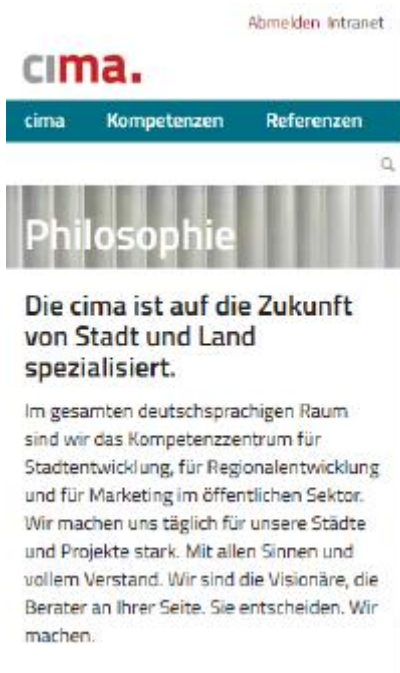 Abmelden Intranet
cima.
cima Kompetenzen Referenzen
Philosophie
Die cima ist auf die Zukunft
von Stadt und Land
spezialisiert.
Im gesamten deutschsprachigen Raum
sind wir das Kompetenzzentrum für
Stadtentwicklung, für Regionalentwicklung
und für Marketing im öffentlichen Sektor.
Wir machen uns täglich für unsere Städte
und Projekte stark. Mit allen Sinnen und
vollem Verstand. Wir sind die Visionäre, die
Berater an Ihrer Seite. Sie entscheiden. Wir
machen.